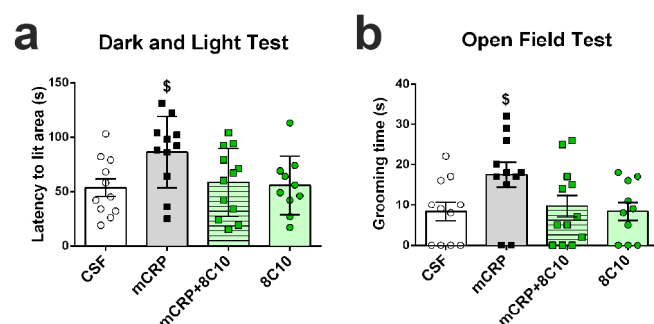 a
Dark and Light Test
Latency to lit area (s)
150
100
50
0
$
CSF
mCRP
mCRP+8C10
8C10
b
Open Field Test
Grooming time (s)
40
30
20
10
0
$
CSF
mCRP
mCRP+8C10
8C10